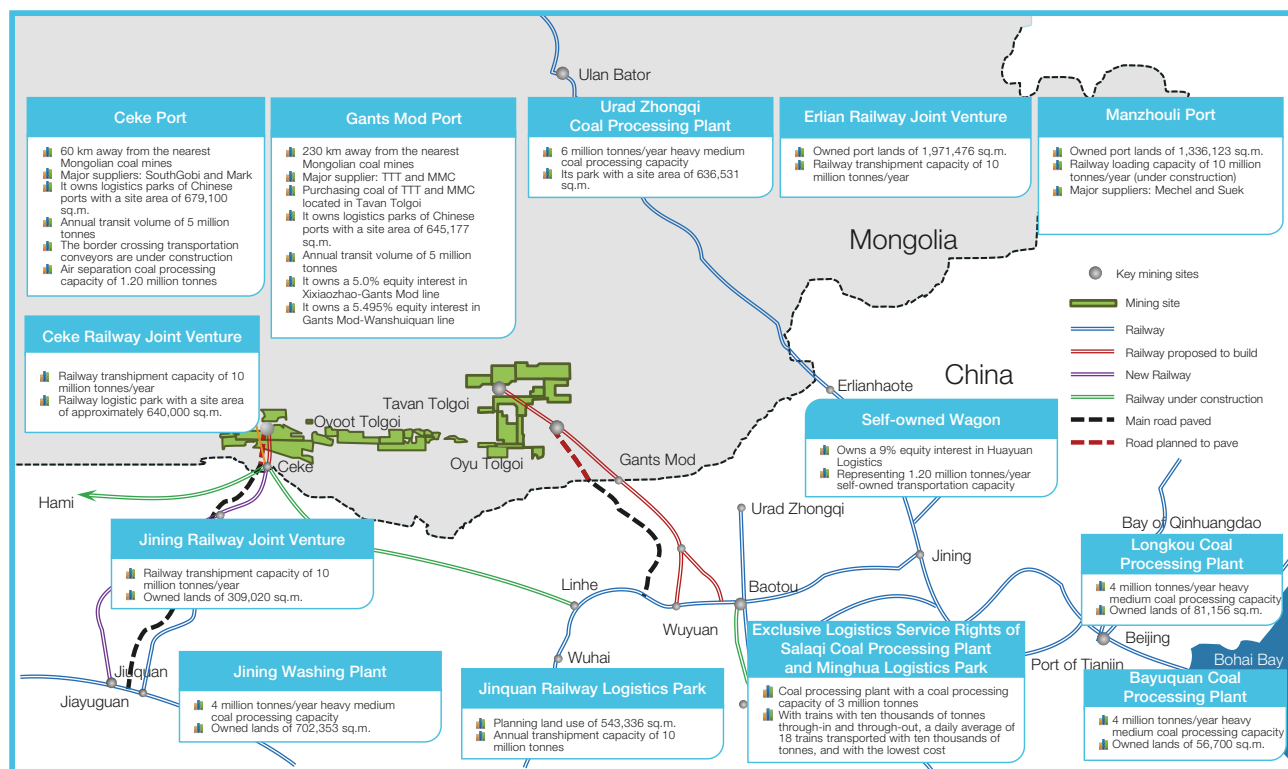 Ulan Bator
Ceke Port
60 km away from the nearest
Mongolian coal mines
Major suppliers: SouthGobi and Mark
It owns logistics parks of Chinese
ports with a site area of 679,100
sq.m.
Annual transit volume of 5 million
tonnes
The border crossing transportation
conveyors are under construction
Air separation coal processing
capacity of 1.20 million tonnes
Gants Mod Port
230 km away from the nearest
Mongolian coal mines
Major supplier: TTT and MMC
Purchasing coal of TTT and MMC
located in Tavan Tolgoi
It owns logistics parks of Chinese
ports with a site area of 645,177
sq.m.
Annual transit volume of 5 million
tonnes
It owns a 5.0% equity interest in
Xixiaozhao-Gants Mod line
It owns a 5.495% equity interest in
Gants Mod-Wanshuiquan line
Urad Zhongqi
Coal Processing Plant
6 million tonnes/year heavy medium
coal processing capacity
Its park with a site area of 636,531
sq.m.
Erlian Railway Joint Venture
Owned port lands of 1,971,476 sq.m.
Railway transhipment capacity of 10
million tonnes/year
Manzhouli Port
Owned port lands of 1,336,123 sq.m.
Railway loading capacity of 10 million
tonnes/year (under construction)
Major suppliers: Mechel and Suek
Mongolia
China
Key mining sites
Mining site
Railway
Railway proposed to build
New Railway
Railway under construction
Main road paved
Road planned to pave
Ceke Railway Joint Venture
Railway transhipment capacity of 10
million tonnes/year
Railway logistic park with a site area
of approximately 640,000 sq.m.
Tavan Tolgoi
Ovoot Tolgoi
Oyu Tolgoi
Ceke
Gants Mod
Erlianhaote
Hami
Self-owned Wagon
Owns a 9% equity interest in Huayuan
Logistics
Representing 1.20 million tonnes/year
self-owned transportation capacity
Urad Zhongqi
Bay of Qinhuangdao
Jining
Jining Railway Joint Venture
Railway transhipment capacity of 10
million tonnes/year
Owned lands of 309,020 sq.m.
Linhe
Baotou
Wuyuan
Longkou Coal
Processing Plant
4 million tonnes/year heavy
medium coal processing capacity
Owned lands of 81,156 sq.m.
Beijing
Port of Tianjin
Bohai Bay
Wuhai
Jiuquan
Jiayuguan
Jining Washing Plant
4 million tonnes/year heavy medium
coal processing capacity
Owned lands of 702,353 sq.m.
Jinquan Railway Logistics Park
Planning land use of 543,336 sq.m.
Annual transhipment capacity of 10
million tonnes
Exclusive Logistics Service Rights of
Salaqi Coal Processing Plant
and Minghua Logistics Park
Coal processing plant with a coal processing
capacity of 3 million tonnes
With trains with ten thousands of tonnes
through-in and through-out, a daily average of
18 trains transported with ten thousands of
tonnes, and with the lowest cost
Bayuquan Coal
Processing Plant
4 million tonnes/year heavy
medium coal processing capacity
Owned lands of 56,700 sq.m.